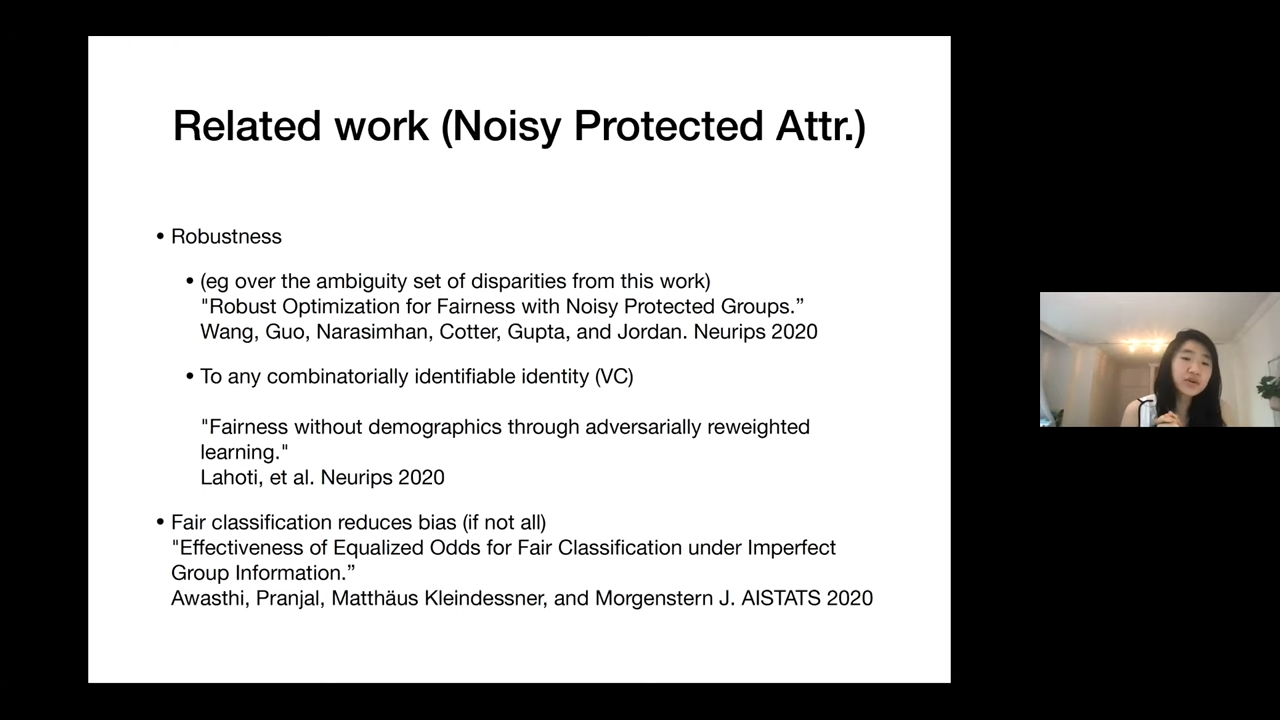 Related work (Noisy Protected Attr.)
• Robustness
• (eg over the ambiguity set of disparities from this work)
"Robust Optimization for Fairness with Noisy Protected Groups.”
Wang, Guo, Narasimhan, Cotter, Gupta, and Jordan. Neurips 2020
• To any combinatorially identifiable identity (VC)
"Fairness without demographics through adversarially reweighted
learning."
Lahoti, et al. Neurips 2020
• Fair classification reduces bias (if not all)
"Effectiveness of Equalized Odds for Fair Classification under Imperfect
Group Information.”
Awasthi, Pranjal, Matthäus Kleindessner, and Morgenstern J. AISTATS 2020